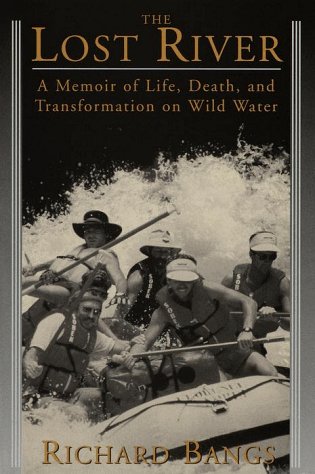 THE
LOST RIVER
A Memoir of Life, Death, and
Transformation on Wild Water
RICHARD BANGS